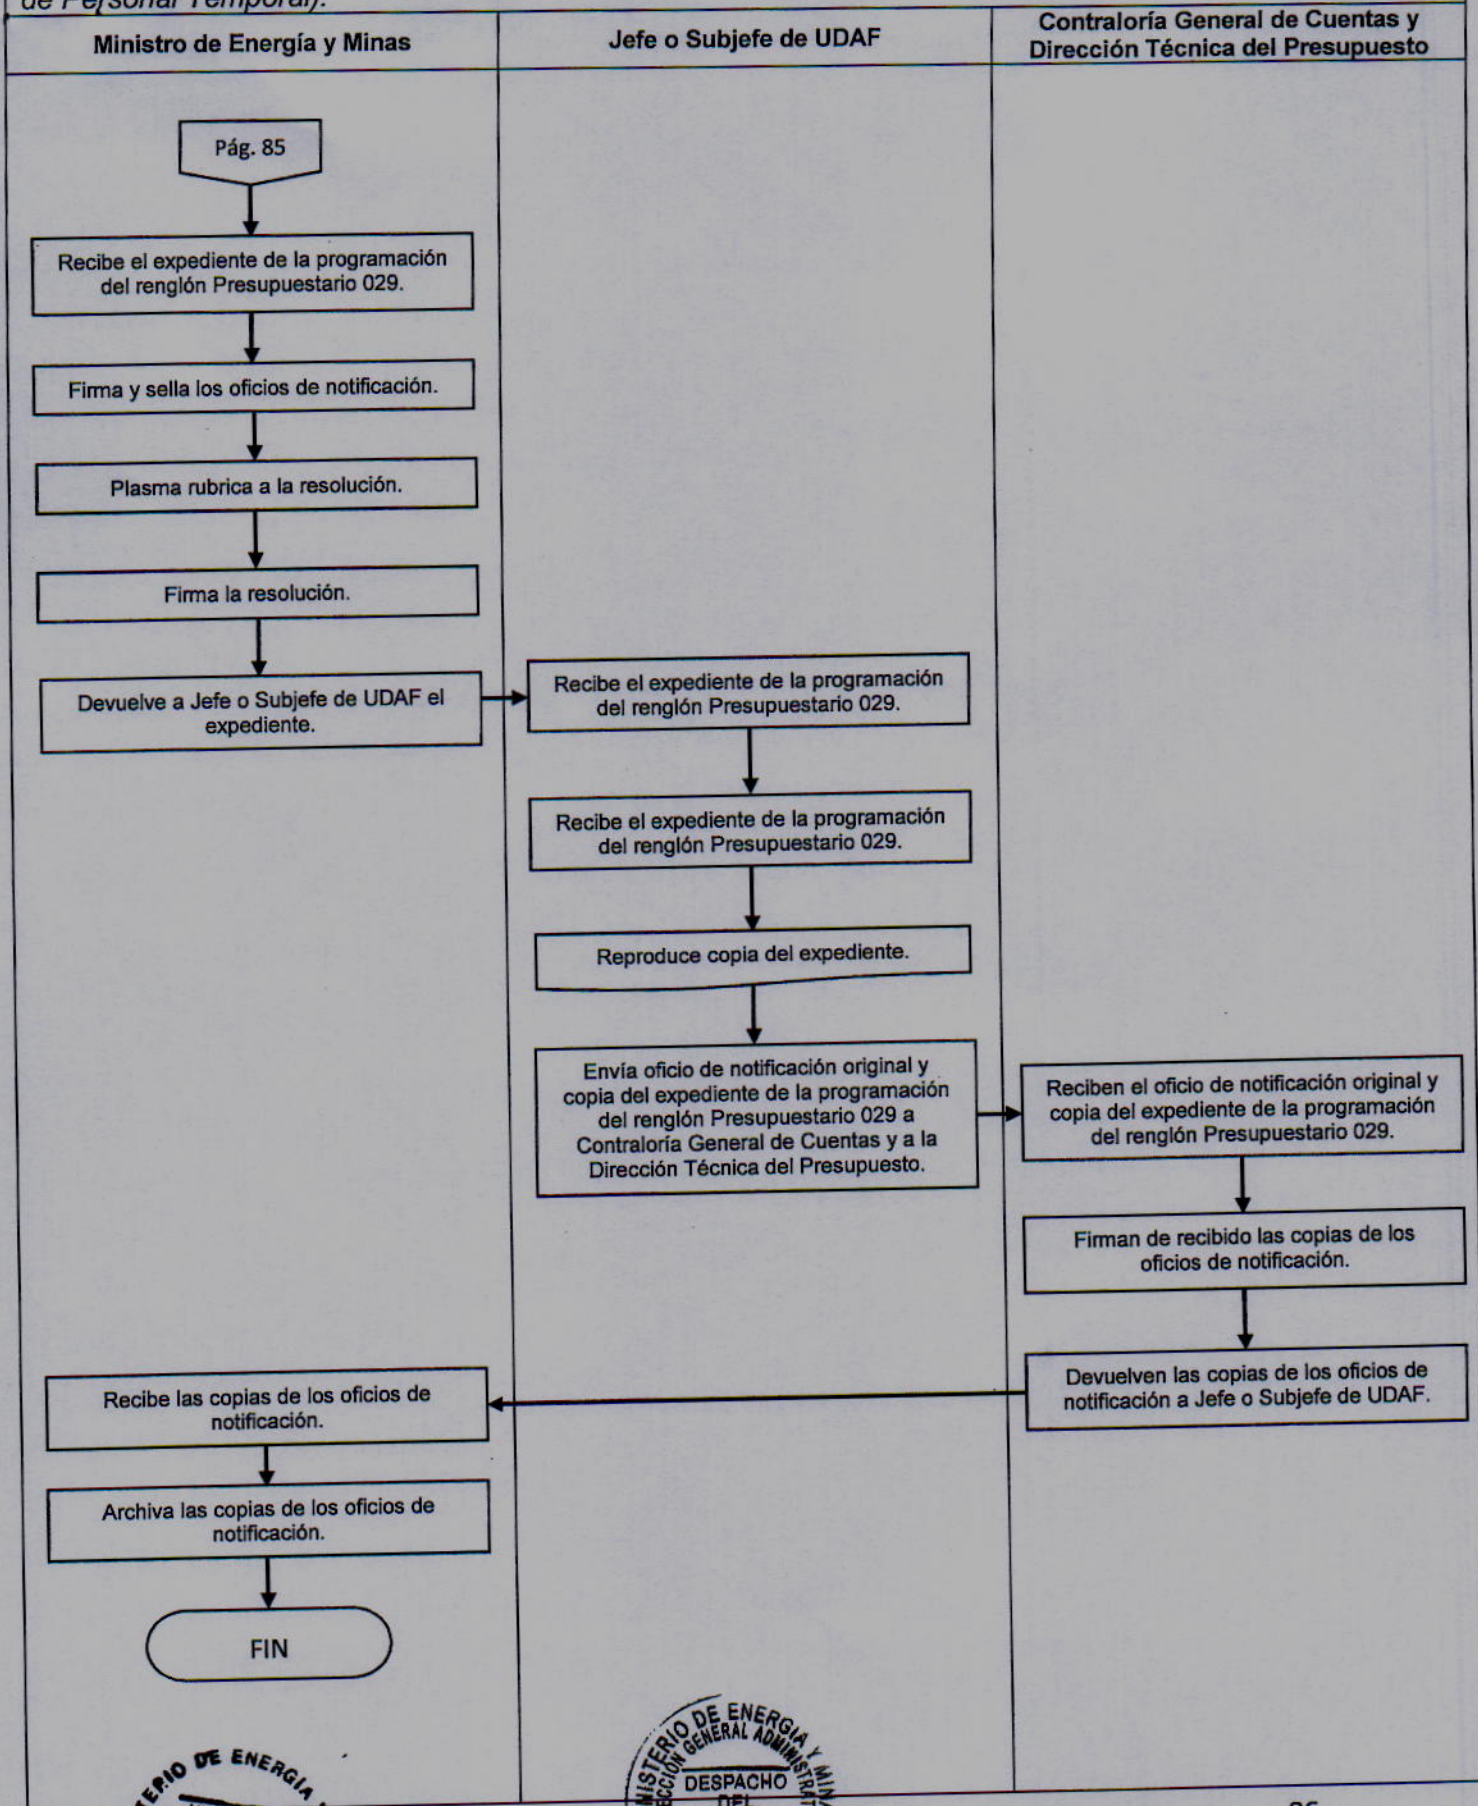 de Personal Temporal).
Ministro de Energía y Minas
Jefe o Subjefe de UDAF
Contraloría General de Cuentas y
Dirección Técnica del Presupuesto
Pág. 85
Recibe el expediente de la programación
del renglón Presupuestario 029.
Firma y sella los oficios de notificación.
Plasma rubrica a la resolución.
Firma la resolución.
Devuelve a Jefe o Subjefe de UDAF el
expediente.
Recibe el expediente de la programación
del renglón Presupuestario 029.
Recibe el expediente de la programación
del renglón Presupuestario 029.
Reproduce copia del expediente.
Envía oficio de notificación original y
copia del expediente de la programación
del renglón Presupuestario 029 a
Contraloría General de Cuentas y a la
Dirección Técnica del Presupuesto.
Reciben el oficio de notificación original y
copia del expediente de la programación
del renglón Presupuestario 029.
Firman de recibido las copias de los
oficios de notificación.
Devuelven las copias de los oficios de
notificación a Jefe o Subjefe de UDAF.
Recibe las copias de los oficios de
notificación.
Archiva las copias de los oficios de
notificación.
FIN
DE ENERGIA
DE ENERGIA Y
GENERAL
DESPACHO
DEL